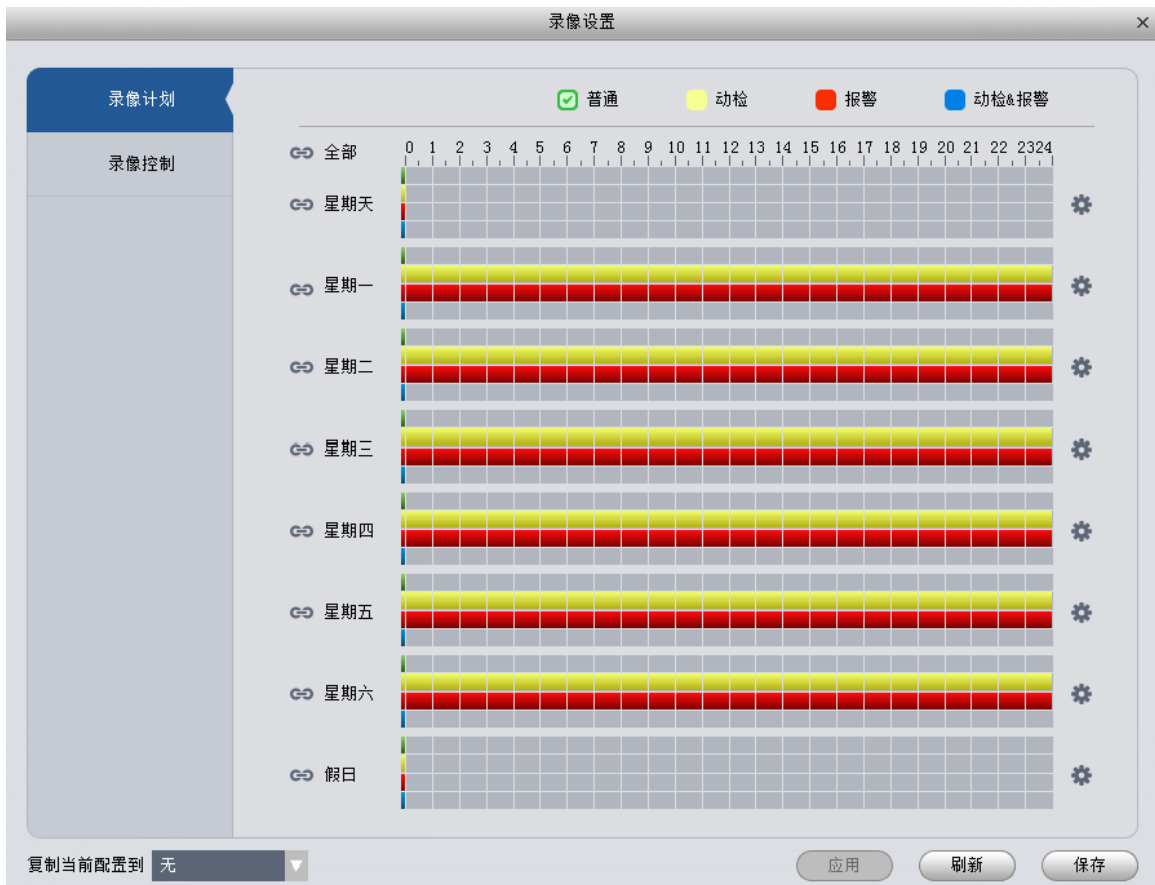 录像设置
录像计划
录像控制
普通 动检 报警 动检&报警
全部 0 1 2 3 4 5 6 7 8 9 10 11 12 13 14 15 16 17 18 19 20 21 22 2324
星期天
星期一
星期二
星期三
星期四
星期五
星期六
假日
复制当前配置到 无 应用 刷新 保存